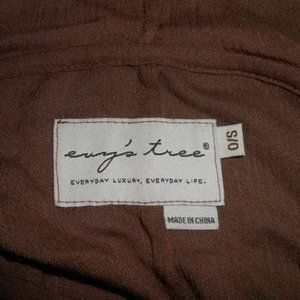 evy's tree®
EVERYDAY LUXURY, EVERYDAY LIFE.
O/S
MADE IN CHINA